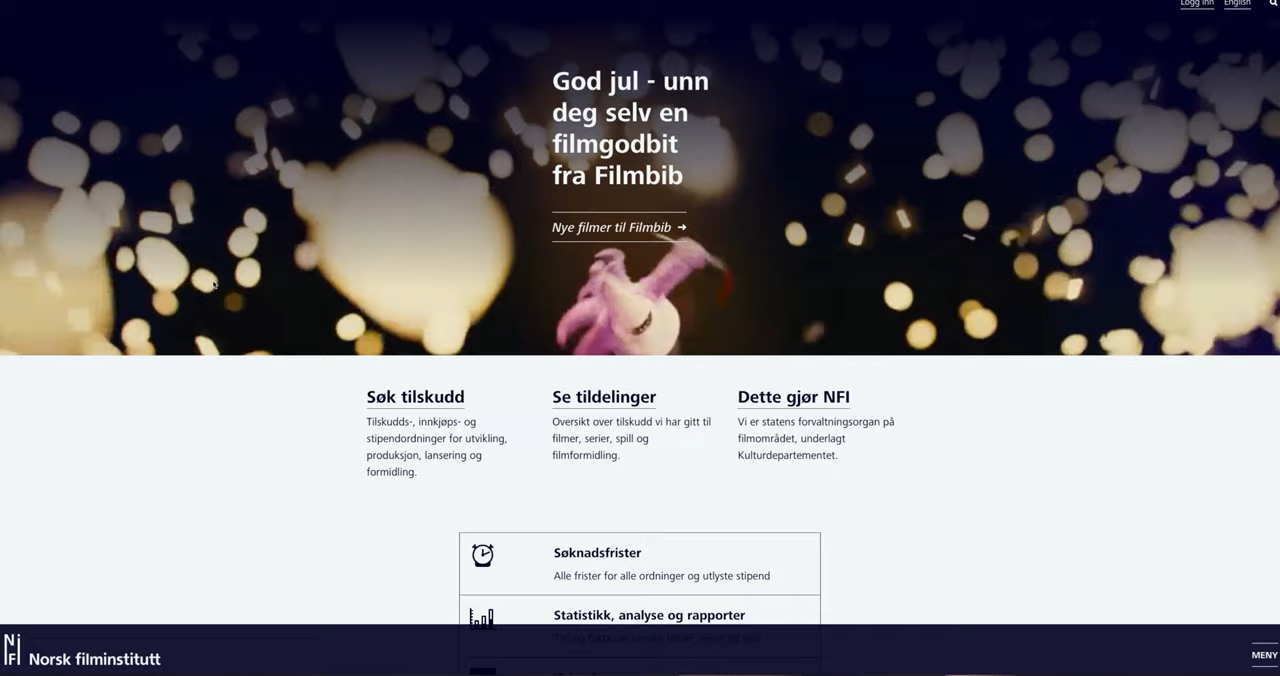 Logg inn English
God jul - unn
deg selv en
filmgodbit
fra Filmbib
Nye filmer til Filmbib →
Søk tilskudd
Tilskudds-, innkjøps- og
stipendordninger for utvikling,
produksjon, lansering og
formidling.
Se tildelinger
Oversikt over tilskudd vi har gitt til
filmer, serier, spill og
filmformidling.
Dette gjør NFI
Vi er statens forvaltningsorgan på
filmområdet, underlagt
Kulturdepartementet.
Søknadsfrister
Alle frister for alle ordninger og utlyste stipend
Statistikk, analyse og rapporter
NFI
Norsk filminstitutt
MENY